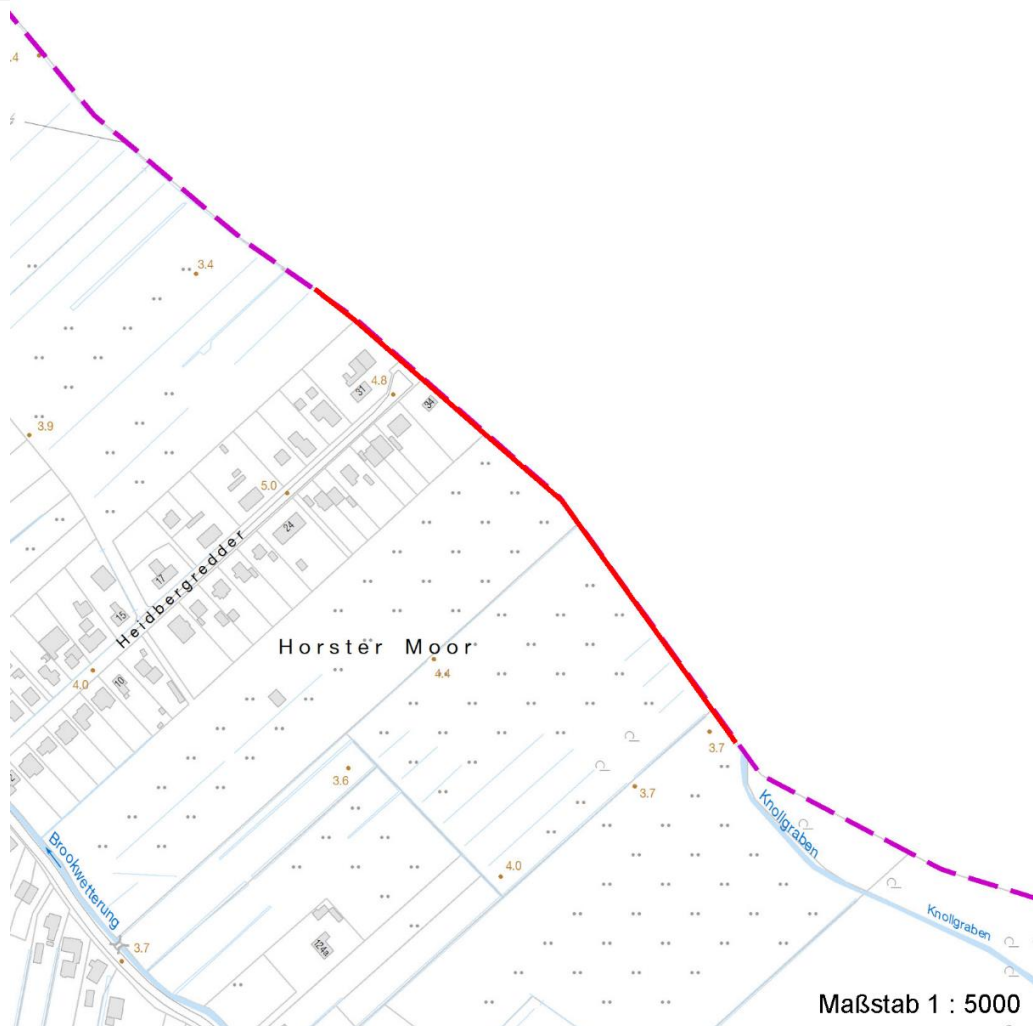 .4
3.4
4.8
31
34
3.9
5.0
24
17
15
Heidbergredder
Horster Moor
4.4
4.0
10
3.7
3.6
3.7
Knollgraben
Brookwetterung
4.0
Knollgraben
124a
3.7
Maßstab 1 : 5000